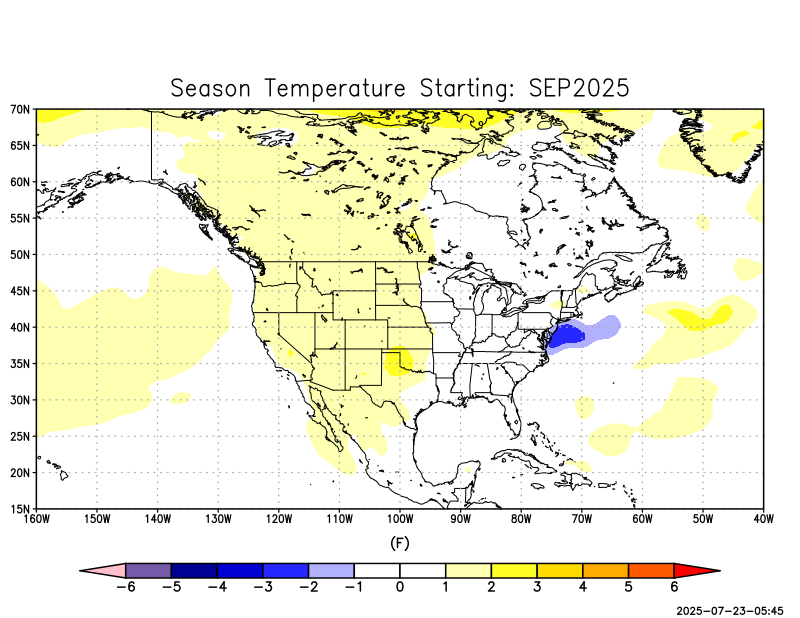 Season Temperature Starting: SEP2025
70N
65N
60N
55N
50N
45N
40N
35N
30N
25N
20N
15N
160W 150W 140W 130W 120W 110W 100W 90W 80W 70W 60W 50W 40W
(F)
−6 −5 −4 −3 −2 −1 0 1 2 3 4 5 6
2025-07-23-05:45